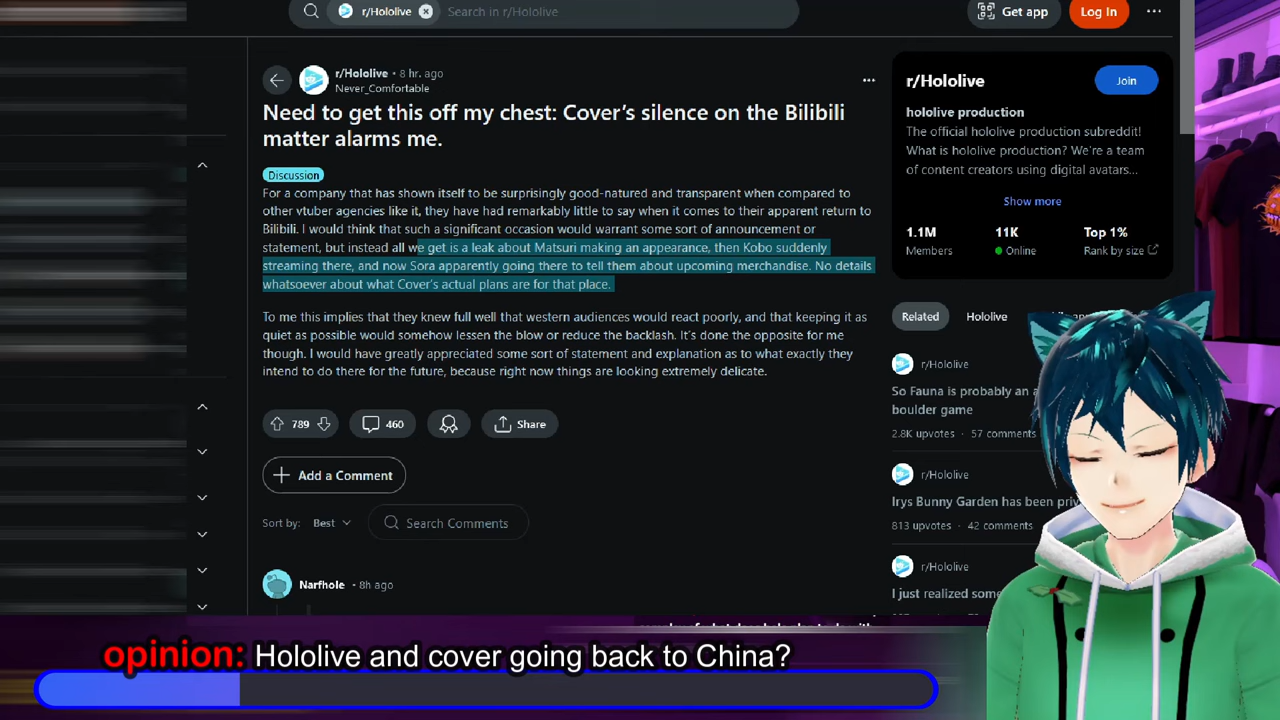 r/Hololive
Search in r/Hololive
Get app
Log In
r/Hololive • 8 hr. ago
Never_Comfortable
Need to get this off my chest: Cover's silence on the Bilibili
matter alarms me.
Discussion
For a company that has shown itself to be surprisingly good-natured and transparent when compared to
other vtuber agencies like it, they have had remarkably little to say when it comes to their apparent return to
Bilibili. I would think that such a significant occasion would warrant some sort of announcement or
statement, but instead all we get is a leak about Matsuri making an appearance, then Kobo suddenly
streaming there, and now Sora apparently going there to tell them about upcoming merchandise. No details
whatsoever about what Cover's actual plans are for that place.
To me this implies that they knew full well that western audiences would react poorly, and that keeping it as
quiet as possible would somehow lessen the blow or reduce the backlash. It's done the opposite for me
though. I would have greatly appreciated some sort of statement and explanation as to what exactly they
intend to do there for the future, because right now things are looking extremely delicate.
789
460
Share
Add a Comment
Sort by: Best
Search Comments
Narfhole • 8h ago
r/Hololive
Join
hololive production
The official hololive production subreddit!
What is hololive production? We're a team
of content creators using digital avatars...
Show more
1.1M
11K
Top 1%
Members
Online
Rank by size
Related
Hololive
r/Hololive
So Fauna is probably an a
boulder game
2.8K upvotes • 57 comments
r/Hololive
Irys Bunny Garden has been pri
813 upvotes • 42 comments
r/Hololive
I just realized some
opinion: Hololive and cover going back to China?